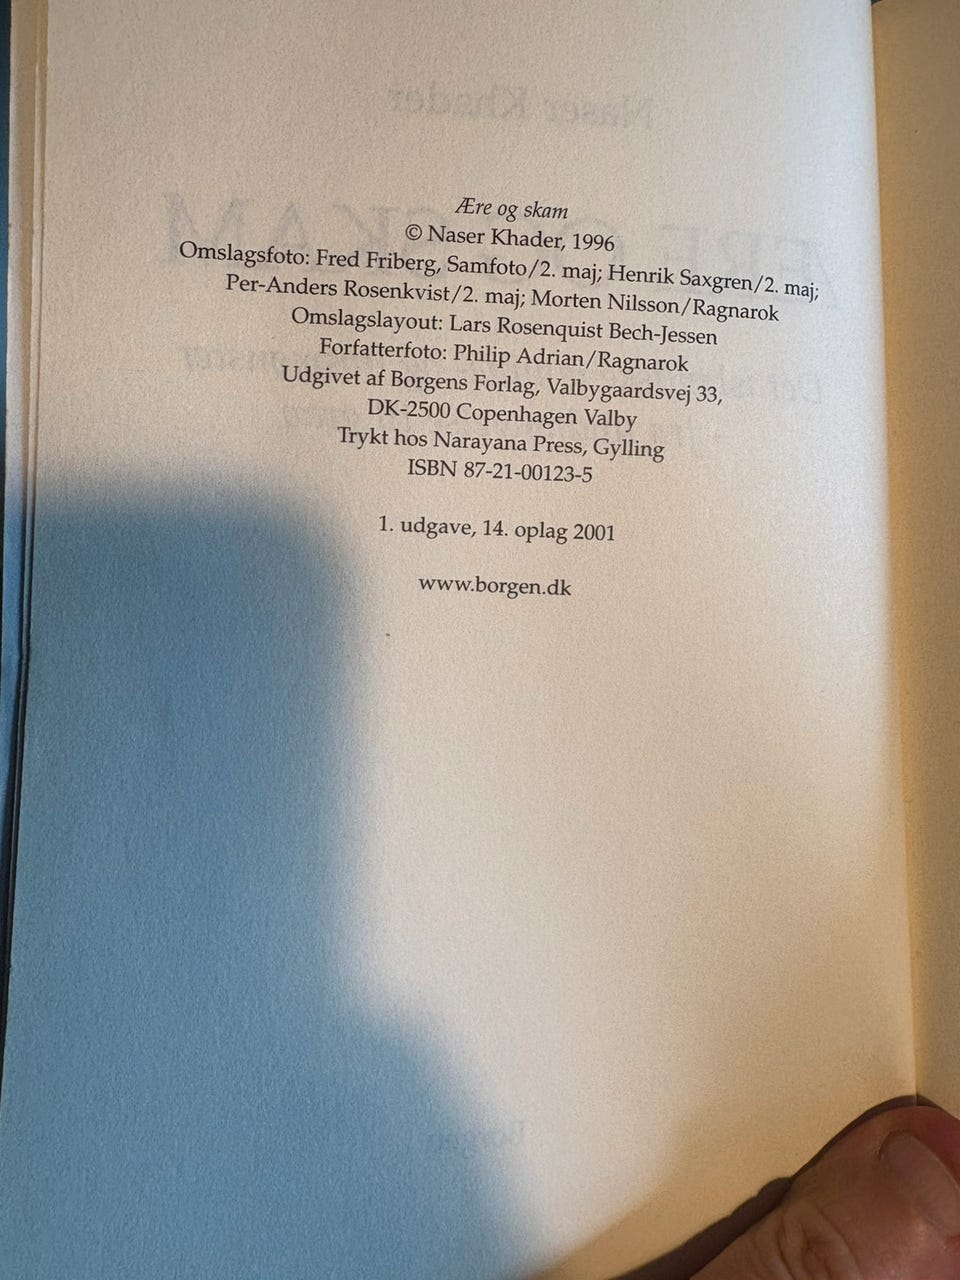 Ære og skam
© Naser Khader, 1996
Omslagsfoto: Fred Friberg, Samfoto/2. maj; Henrik Saxgren/2. maj;
Per-Anders Rosenkvist/2. maj; Morten Nilsson/Ragnarok
Omslagslayout: Lars Rosenquist Bech-Jessen
Forfatterfoto: Philip Adrian/Ragnarok
Udgivet af Borgens Forlag, Valbygaardsvej 33,
DK-2500 Copenhagen Valby
Trykt hos Narayana Press, Gylling
ISBN 87-21-00123-5
1. udgave, 14. oplag 2001
www.borgen.dk